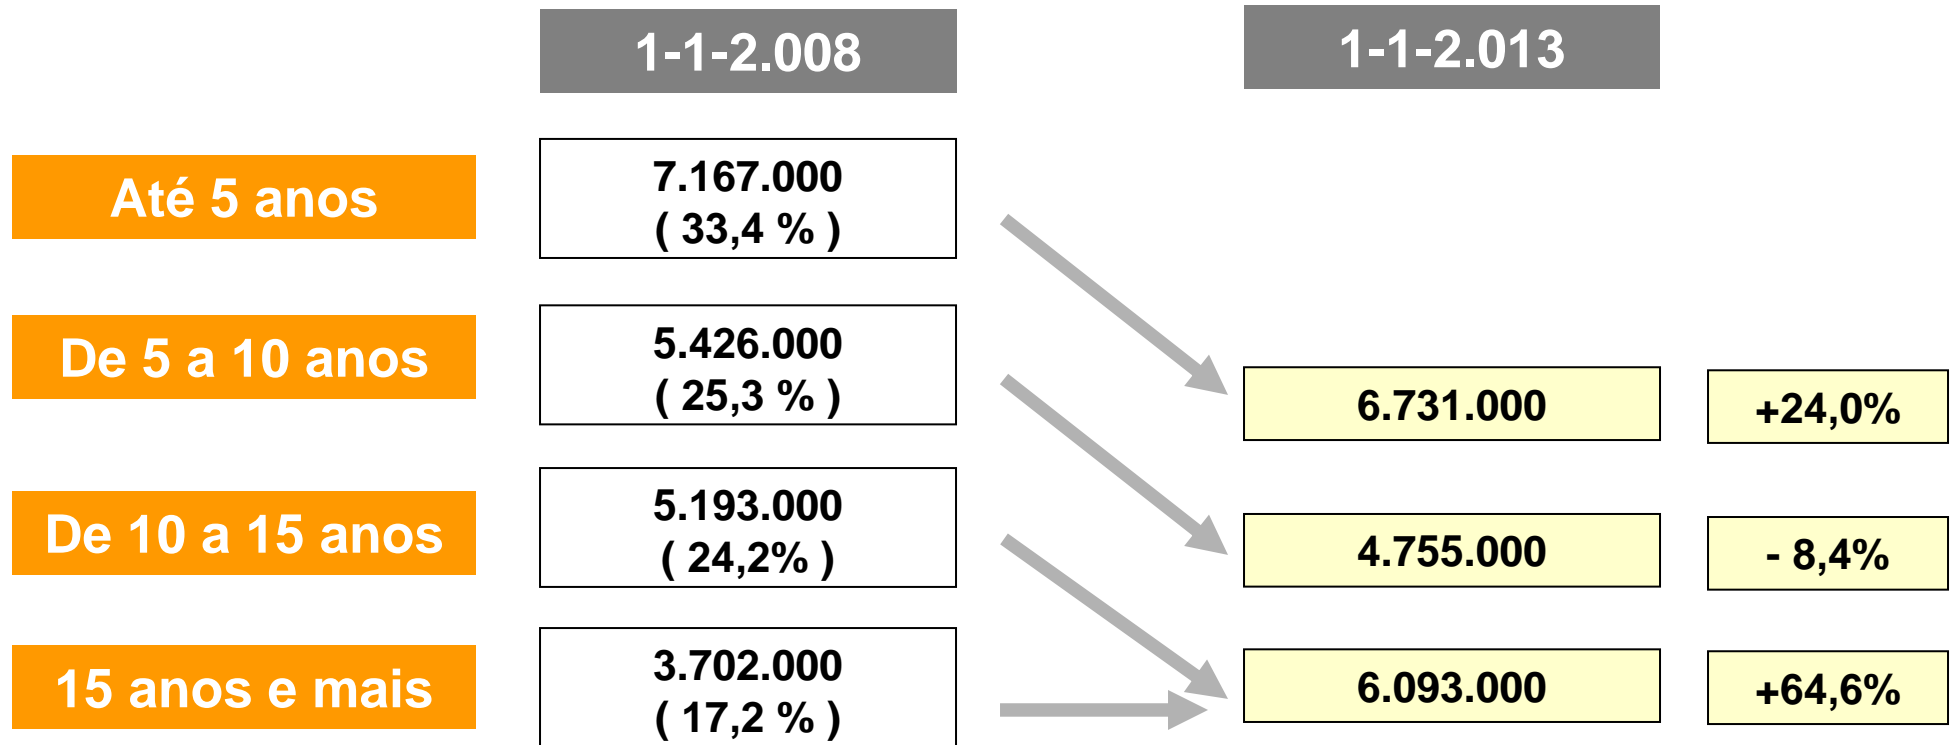 1-1-2.008
1-1-2.013
Até 5 anos
7.167.000
( 33,4 % )
De 5 a 10 anos
5.426.000
( 25,3 % )
6.731.000
+24,0%
De 10 a 15 anos
5.193.000
( 24,2% )
4.755.000
- 8,4%
15 anos e mais
3.702.000
( 17,2 % )
6.093.000
+64,6%